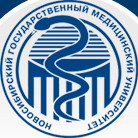 НОВОСИБИРСКИЙ ГОСУДАРСТВЕННЫЙ МЕДИЦИНСКИЙ УНИВЕРСИТЕТ